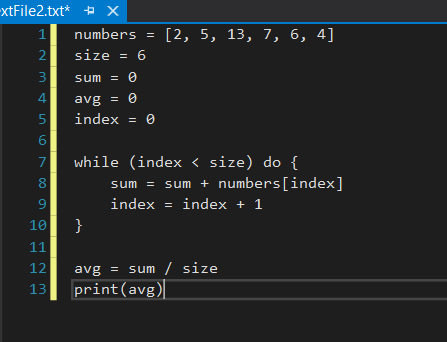 extFile2.txt*
1 numbers = [2, 5, 13, 7, 6, 4]
2 size = 6
3 sum = 0
4 avg = 0
5 index = 0
6
7 while (index < size) do {
8     sum = sum + numbers[index]
9     index = index + 1
10 }
11
12 avg = sum / size
13 print(avg)